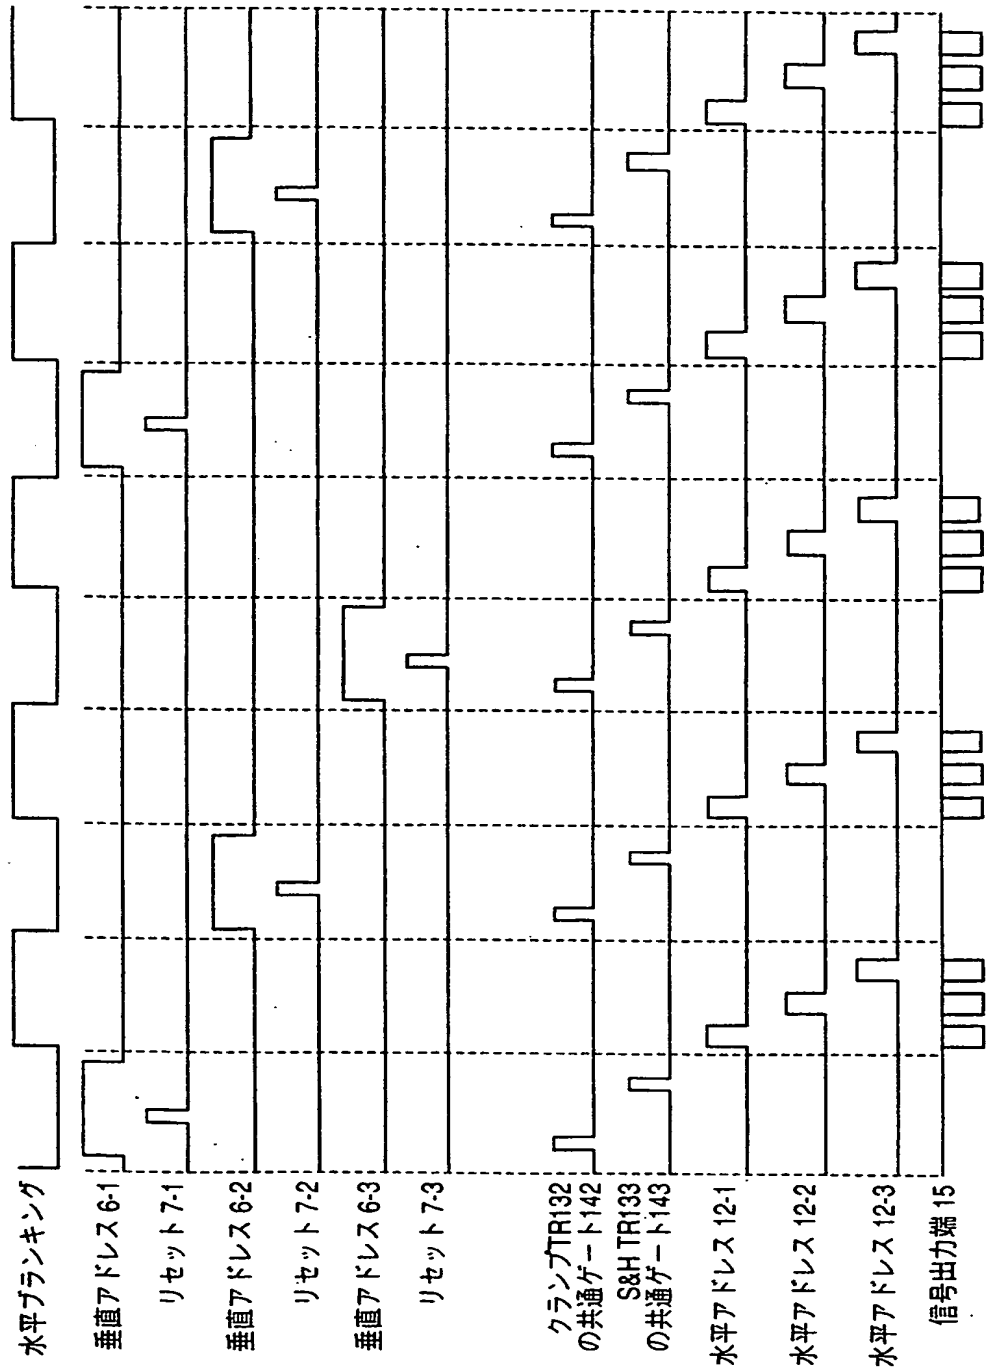 水平ブランキング
垂直アドレス 6-1
リセット 7-1
垂直アドレス 6-2
リセット 7-2
垂直アドレス 6-3
リセット 7-3
クランプTR132
の共通ゲート142
S&H TR133
の共通ゲート143
水平アドレス 12-1
水平アドレス 12-2
水平アドレス 12-3
信号出力端 15